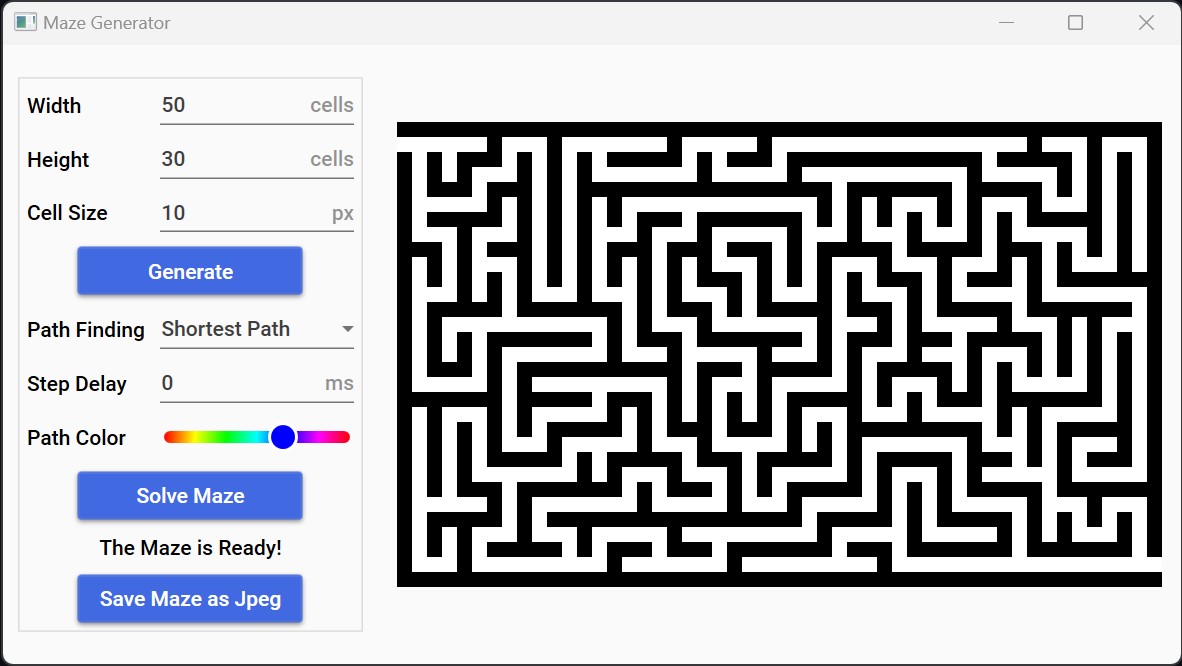 Maze Generator
Width 50 cells
Height 30 cells
Cell Size 10 px
Generate
Path Finding Shortest Path
Step Delay 0 ms
Path Color
Solve Maze
The Maze is Ready!
Save Maze as Jpeg